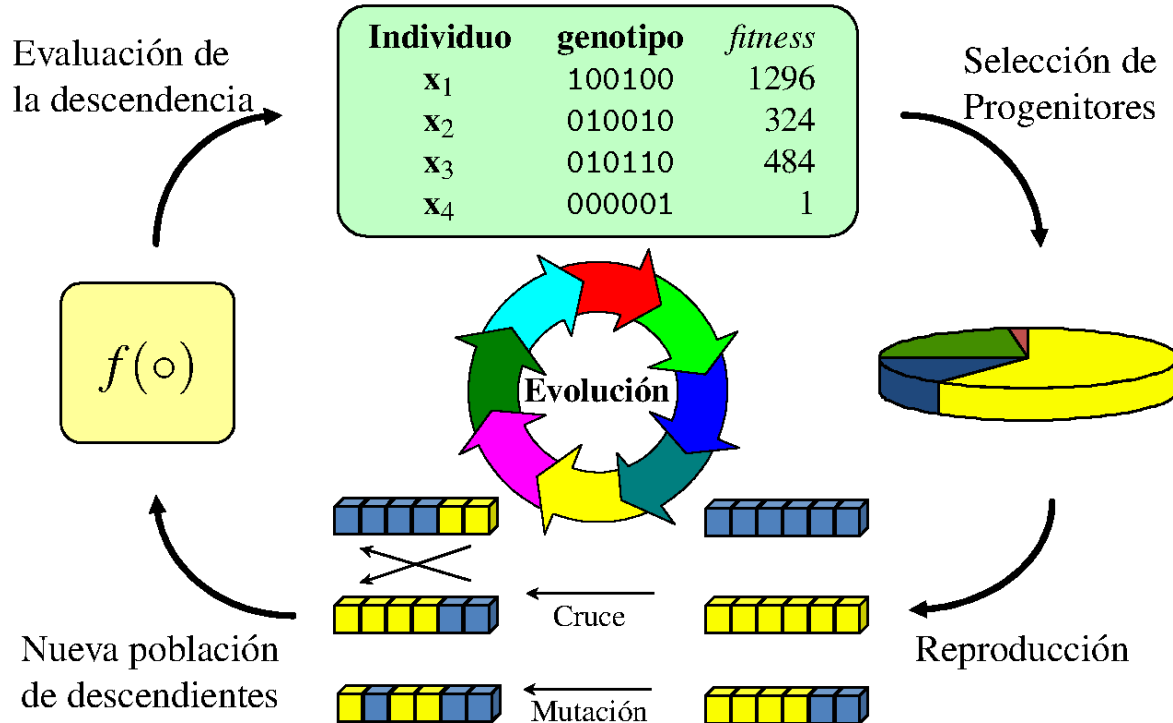 Evaluación de
la descendencia
Individuo genotipo fitness
x1 100100 1296
x2 010010 324
x3 010110 484
x4 000001 1
Selección de
Progenitores
f(∘)
Evolución
Cruce
Mutación
Reproducción
Nueva población
de descendientes